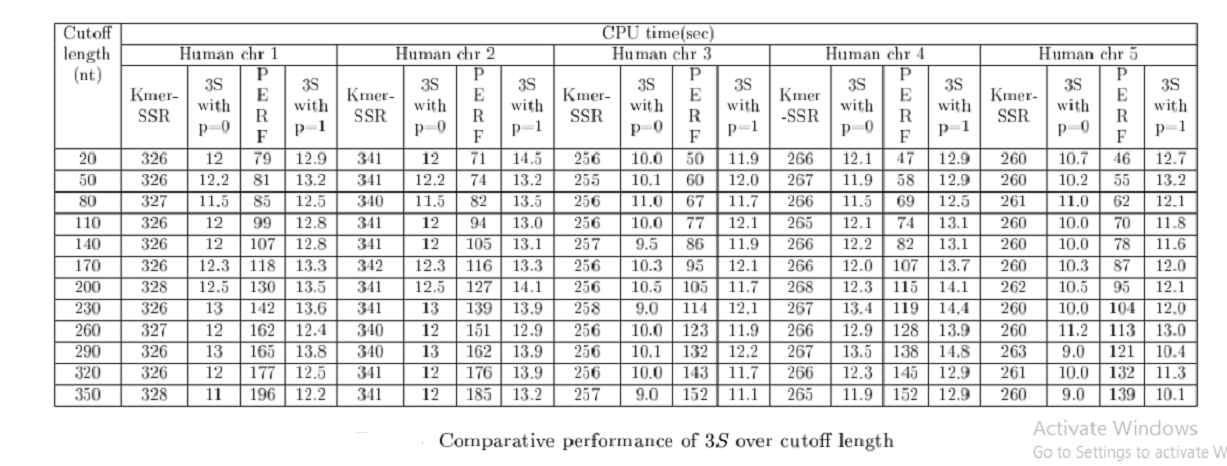 Cutoff length (nt) CPU time(sec)
Human chr 1 Human chr 2 Human chr 3 Human chr 4 Human chr 5
Kmer-SSR 3S with p=0 PERF 3S with p=1 Kmer-SSR 3S with p=0 PERF 3S with p=1 Kmer-SSR 3S with p=0 PERF 3S with p=1 Kmer-SSR 3S with p=0 PERF 3S with p=1 Kmer-SSR 3S with p=0 PERF 3S with p=1
20 326 12 79 12.9 341 12 71 14.5 256 10.0 50 11.9 266 12.1 47 12.9 260 10.7 46 12.7
50 326 12.2 81 13.2 341 12.2 74 13.2 255 10.1 60 12.0 267 11.9 58 12.9 260 10.2 55 13.2
80 327 11.5 85 12.5 340 11.5 82 13.5 256 11.0 67 11.7 266 11.5 69 12.5 261 11.0 62 12.1
110 326 12 99 12.8 341 12 94 13.0 256 10.0 77 12.1 265 12.1 74 13.1 260 10.0 70 11.8
140 326 12 107 12.8 341 12 105 13.1 257 9.5 86 11.9 266 12.2 82 13.1 260 10.0 78 11.6
170 326 12.3 118 13.3 342 12.3 116 13.3 256 10.3 95 12.1 266 12.0 107 13.7 260 10.3 87 12.0
200 328 12.5 130 13.5 341 12.5 127 14.1 256 10.5 105 11.7 268 12.3 115 14.1 262 10.5 95 12.1
230 326 13 142 13.6 341 13 139 13.9 258 9.0 114 12.1 267 13.4 119 14.4 260 10.0 104 12.0
260 327 12 162 12.4 340 12 151 12.9 256 10.0 123 11.9 266 12.9 128 13.9 260 11.2 113 13.0
290 326 13 165 13.8 340 13 162 13.9 256 10.1 132 12.2 267 13.5 138 14.8 263 9.0 121 10.4
320 326 12 177 12.5 341 12 176 13.9 256 10.0 143 11.7 266 12.3 145 12.9 261 10.0 132 11.3
350 328 11 196 12.2 341 12 185 13.2 257 9.0 152 11.1 265 11.9 152 12.9 260 9.0 139 10.1
Comparative performance of 3S over cutoff length
Activate Windows
Go to Settings to activate W